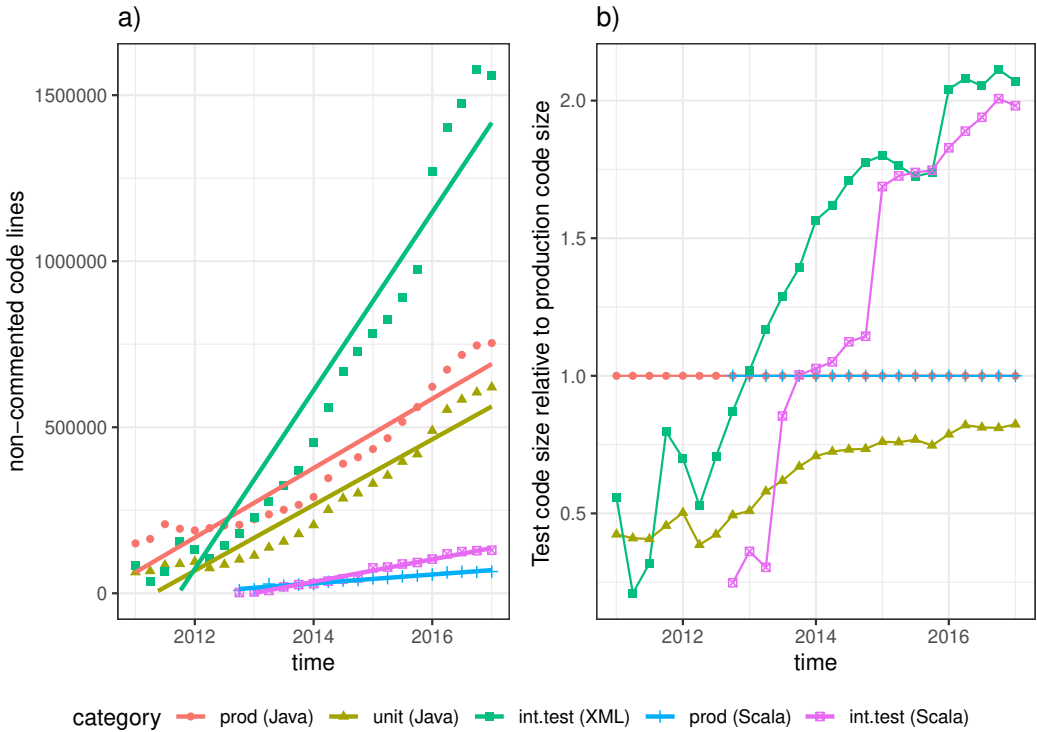 a)
b)
non−commented code lines
1500000
1000000
500000
0
2012
2014
2016
time
Test code size relative to production code size
2.0
1.5
1.0
0.5
2012
2014
2016
time
category prod (Java) unit (Java) int.test (XML) prod (Scala) int.test (Scala)